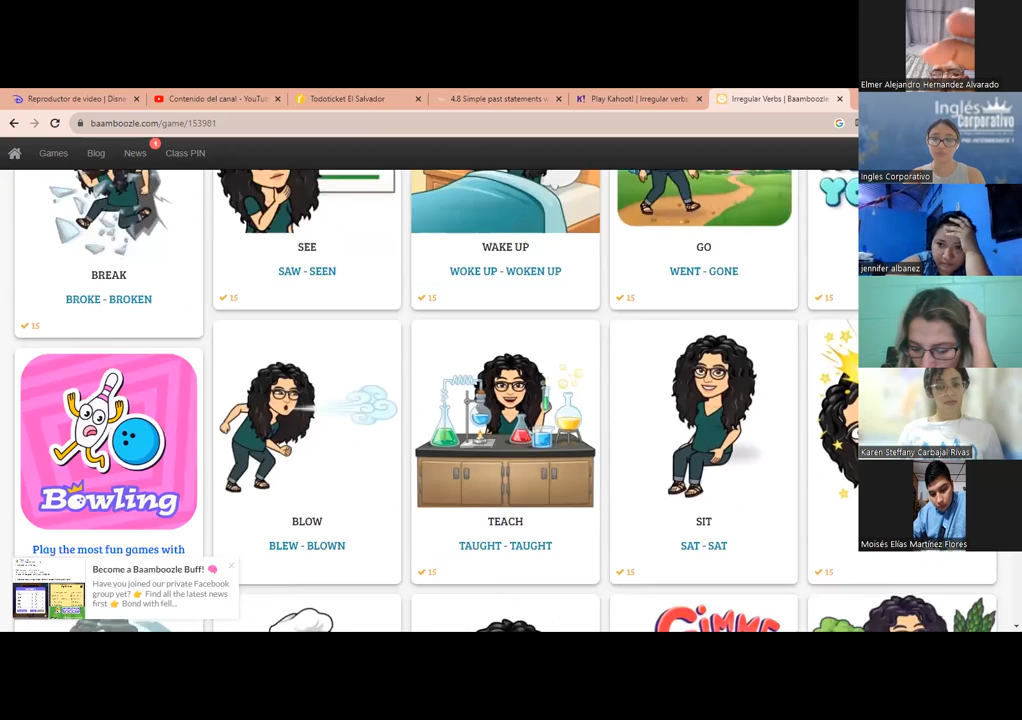 Elmer Alejandro Hernandez Alvarado
Reproductor de video | Disne
Contenido del canal - YouTu
Todoticket El Salvador
4.8 Simple past statements w
Play Kahoot! | Irregular verbs
Irregular Verbs | Baamboozle
baamboozle.com/game/153981
Games
Blog
News
1
Class PIN
Inglés
Corporativo
Ingles Corporativo
jennifer albanez
Karen Steffany Carbajal Rivas
Moisés Elías Martínez Flores
BREAK
BROKE - BROKEN
15
SEE
SAW - SEEN
15
WAKE UP
WOKE UP - WOKEN UP
15
GO
WENT - GONE
15
YO
15
Bowling
Play the most fun games with
BLOW
BLEW - BLOWN
TEACH
TAUGHT - TAUGHT
15
SIT
SAT - SAT
15
15
Become a Baamboozle Buff!
Have you joined our private Facebook
group yet? 👉 Find all the latest news
first 👉 Bond with fell...
GIMME